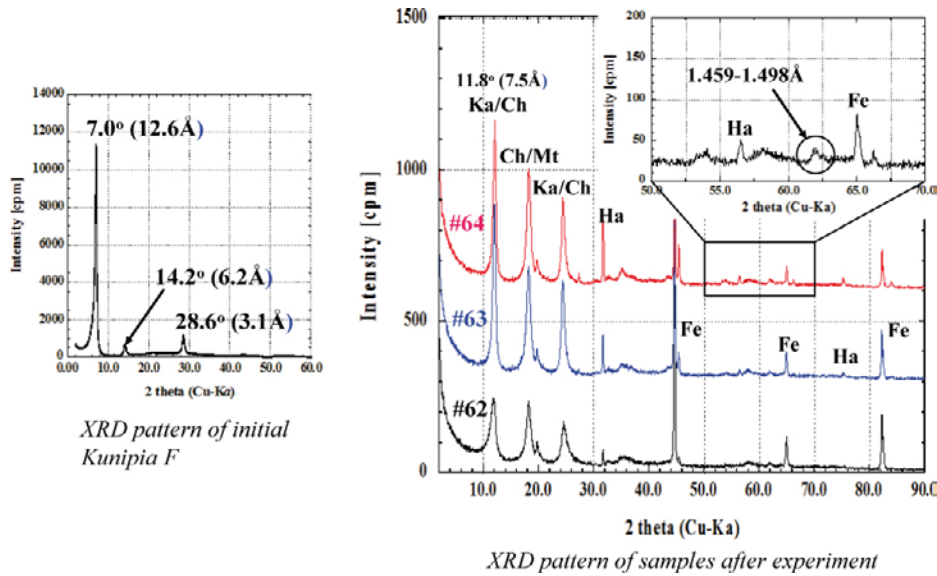 14000
12000
10000
8000
6000
4000
2000
0
Intensity [cpm]
7.0° (12.6Å)
14.2° (6.2Å)
28.6° (3.1Å)
0.00 10.0 20.0 30.0 40.0 50.0 60.0
2 theta (Cu-Ka)
XRD pattern of initial
Kunipia F
1500
1000
500
0
Intensity [cpm]
11.8° (7.5Å)
Ka/Ch
Ch/Mt
Ka/Ch
Ha
#64
#63
#62
Fe
Fe
Ha
Fe
10.0 20.0 30.0 40.0 50.0 60.0 70.0 80.0 90.0
2 theta (Cu-Ka)
200
150
100
50
0
Intensity [cpm]
1.459-1.498Å
Ha
Fe
50.0 55.0 60.0 65.0 70.0
2 theta (Cu-Ka)
XRD pattern of samples after experiment